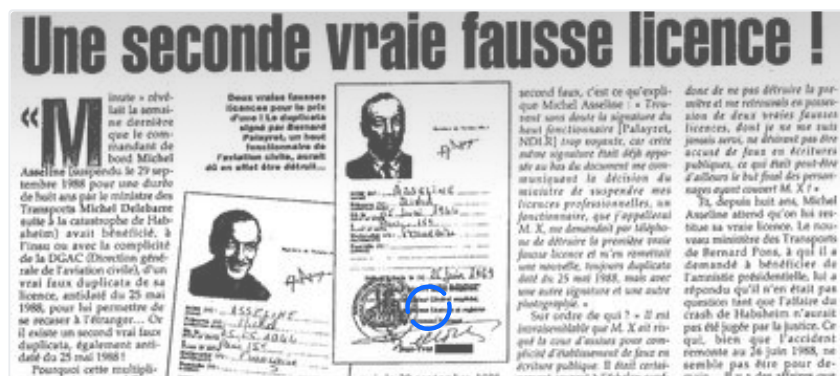 Une seconde vraie fausse licence !
« M
inute » révé-
lait la semai-
ne dernière
que le com-
mandant de
bord Michel
Asseline (suspendu le 29 sep-
tembre 1988 pour une durée
de huit ans par le ministre des
Transports Michel Delebarre
suite à la catastrophe de Hab-
sheim) avait bénéficié, à
l'insu ou avec la complicité
de la DGAC (Direction géné-
rale de l'aviation civile), d'un
vrai faux duplicata de sa
licence, antidaté du 25 mai
1988, pour lui permettre de
se recaser à l'étranger... Or
il existe un second vrai faux
duplicata, également anti-
daté du 25 mai 1988 !
Pourquoi cette multipli-
Deux vraies fausses
licences pour le prix
d'une ! Le duplicata
signé par Bernard
Palayret, un haut
fonctionnaire de
l'aviation civile, aurait
dû en effet être détruit...
ASSELINE
ASSELINE
second faux, c'est ce qu'expli-
que Michel Asseline : « Trou-
vant sans doute la signature du
haut fonctionnaire [Palayret,
NDLR] trop voyante, car cette
même signature était déjà appo-
sée au bas du document me com-
muniquant la décision du
ministre de suspendre mes
licences professionnelles, un
fonctionnaire, que j'appellerai
M. X, me demandait par télépho-
ne de détruire la première vraie
fausse licence et m'en remettait
une nouvelle, toujours duplicata
daté du 25 mai 1988, mais avec
une autre signature et une autre
photographie. »
Sur ordre de qui ? « Il est
invraisemblable que M. X ait ris-
qué la cour d'assises pour com-
plicité d'établissement de faux en
écriture publique. Il était certai-
donc de ne pas détruire la pre-
mière et me retrouvais en posses-
sion de deux vraies fausses
licences, dont je ne me suis
jamais servi, ne désirant pas être
accusé de faux en écritures
publiques, ce qui était peut-être
d'ailleurs le but final des person-
nages ayant couvert M. X ! »
depuis huit ans, Michel
Asseline attend qu'on lui res-
titue sa vraie licence. Le nou-
veau ministre des Transports
de Bernard Pons, à qui il a
demandé à bénéficier de
l'amnistie présidentielle, lui a
répondu qu'il n'en était pas
question tant que l'affaire du
crash de Habsheim n'aurait
pas été jugée par la justice. Ce
qui, bien que l'accident
remonte au 26 juin 1988, ne
semble pas être pour de-